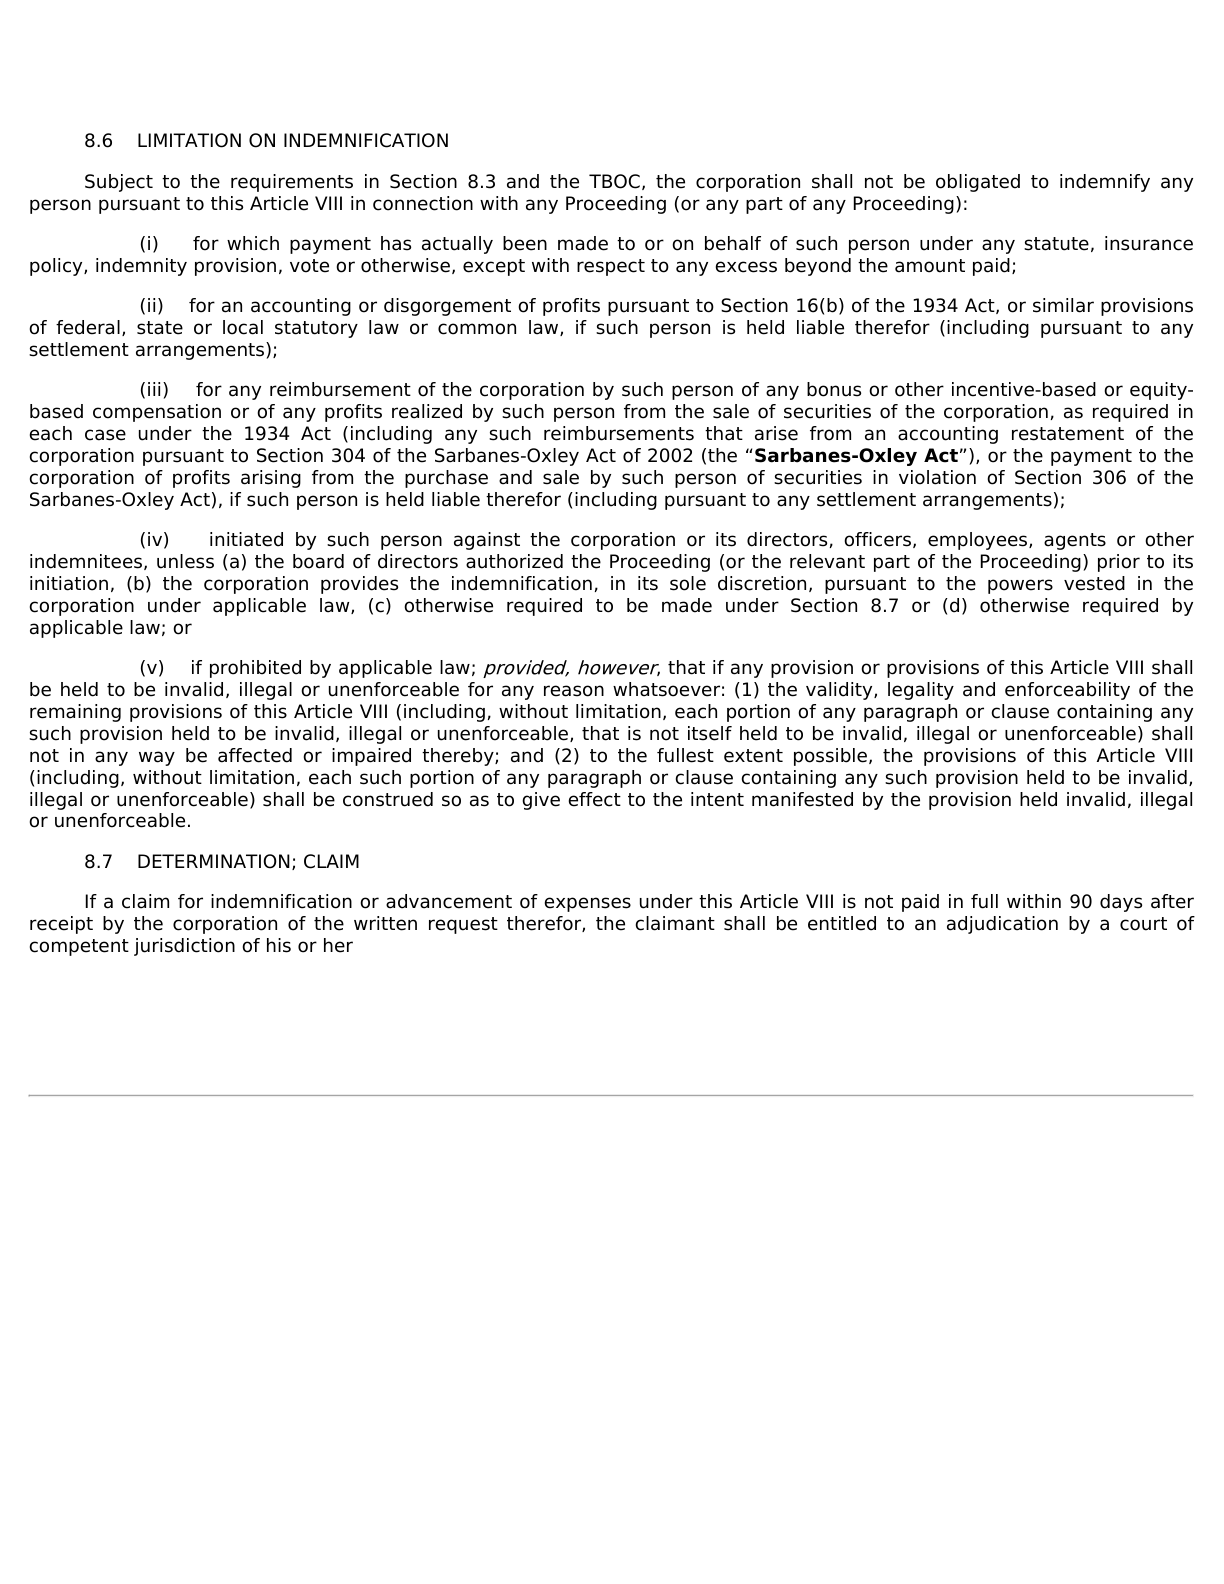 8.6 LIMITATION ON INDEMNIFICATION
Subject to the requirements in Section 8.3 and the TBOC, the corporation shall not be obligated to indemnify any
person pursuant to this Article VIII in connection with any Proceeding (or any part of any Proceeding):
(i) for which payment has actually been made to or on behalf of such person under any statute, insurance
policy, indemnity provision, vote or otherwise, except with respect to any excess beyond the amount paid;
(ii) for an accounting or disgorgement of profits pursuant to Section 16(b) of the 1934 Act, or similar provisions
of federal, state or local statutory law or common law, if such person is held liable therefor (including pursuant to any
settlement arrangements);
(iii) for any reimbursement of the corporation by such person of any bonus or other incentive-based or equity-
based compensation or of any profits realized by such person from the sale of securities of the corporation, as required in
each case under the 1934 Act (including any such reimbursements that arise from an accounting restatement of the
corporation pursuant to Section 304 of the Sarbanes-Oxley Act of 2002 (the “Sarbanes-Oxley Act”), or the payment to the
corporation of profits arising from the purchase and sale by such person of securities in violation of Section 306 of the
Sarbanes-Oxley Act), if such person is held liable therefor (including pursuant to any settlement arrangements);
(iv) initiated by such person against the corporation or its directors, officers, employees, agents or other
indemnitees, unless (a) the board of directors authorized the Proceeding (or the relevant part of the Proceeding) prior to its
initiation, (b) the corporation provides the indemnification, in its sole discretion, pursuant to the powers vested in the
corporation under applicable law, (c) otherwise required to be made under Section 8.7 or (d) otherwise required by
applicable law; or
(v) if prohibited by applicable law; provided, however, that if any provision or provisions of this Article VIII shall
be held to be invalid, illegal or unenforceable for any reason whatsoever: (1) the validity, legality and enforceability of the
remaining provisions of this Article VIII (including, without limitation, each portion of any paragraph or clause containing any
such provision held to be invalid, illegal or unenforceable, that is not itself held to be invalid, illegal or unenforceable) shall
not in any way be affected or impaired thereby; and (2) to the fullest extent possible, the provisions of this Article VIII
(including, without limitation, each such portion of any paragraph or clause containing any such provision held to be invalid,
illegal or unenforceable) shall be construed so as to give effect to the intent manifested by the provision held invalid, illegal
or unenforceable.
8.7 DETERMINATION; CLAIM
If a claim for indemnification or advancement of expenses under this Article VIII is not paid in full within 90 days after
receipt by the corporation of the written request therefor, the claimant shall be entitled to an adjudication by a court of
competent jurisdiction of his or her